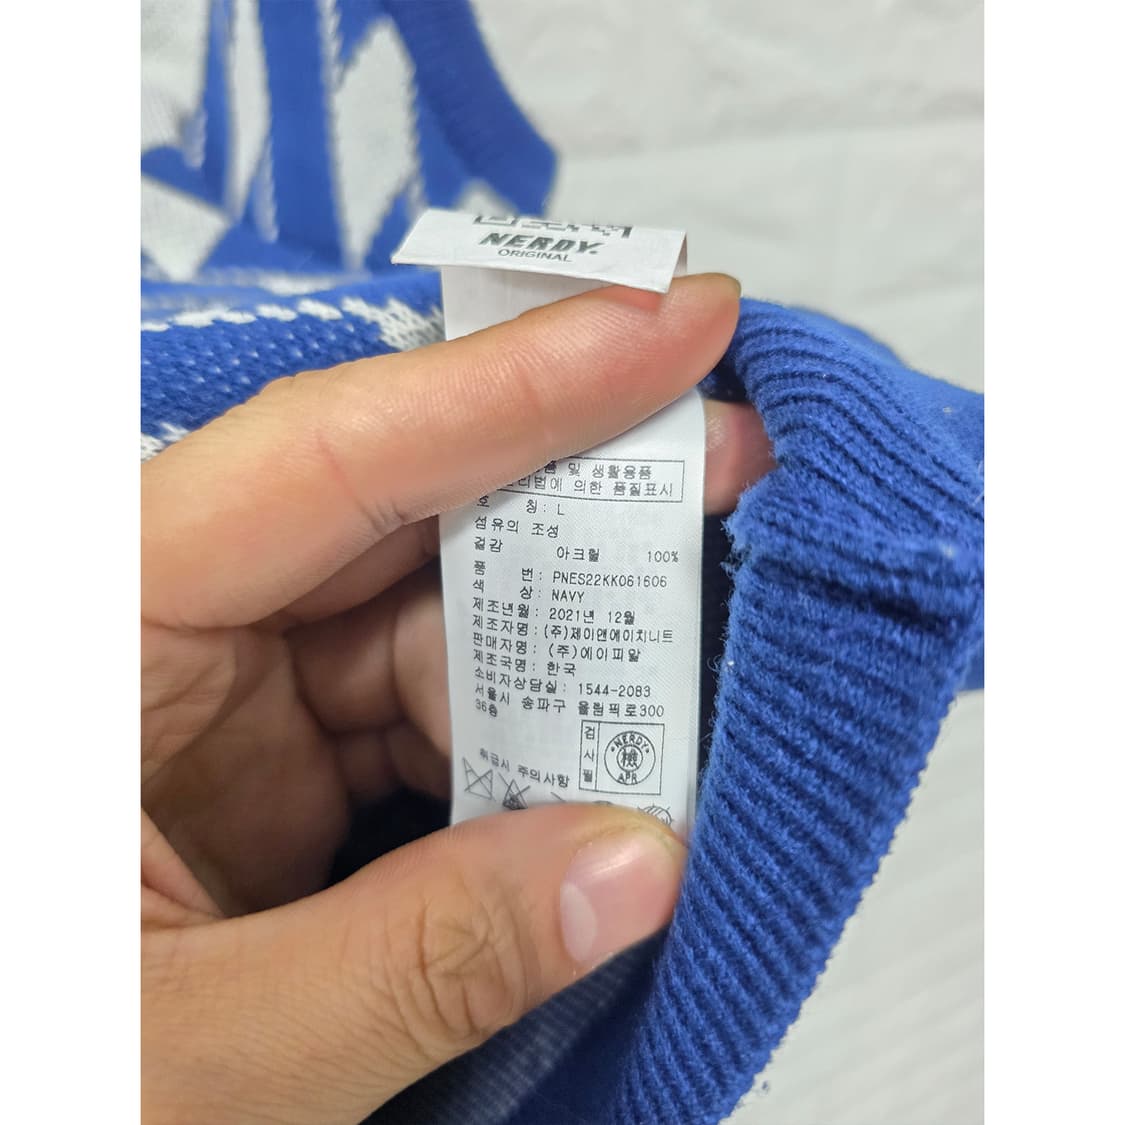 NERDY.
ORIGINAL
및 생활용품
의한 품질표시
호 칭: L
섬유의 조성
겉감 아크릴 100%
품 번: PNES22KK061606
색 상: NAVY
제조년월: 2021년 12월
제조자명: (주)제이앤에이치니트
판매자명: (주)에이피알
제조국명: 한국
소비자상담실: 1544-2083
서울시 송파구 올림픽로300
36층
검사필
NERDY
APR
취급시 주의사항